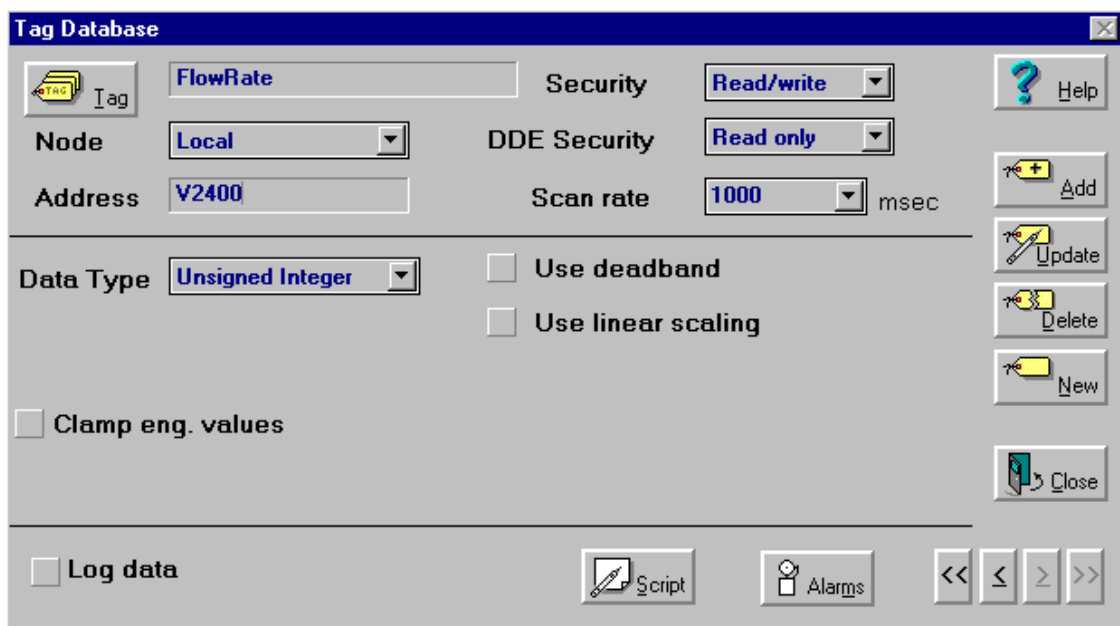 Tag Database
TAG Tag
FlowRate
Security
Read/write
Help
Node
Local
DDE Security
Read only
Address
V2400
Scan rate
1000
msec
Add
Data Type
Unsigned Integer
Use deadband
Update
Use linear scaling
Delete
New
Clamp eng. values
Close
Log data
Script
Alarms
<< < > >>